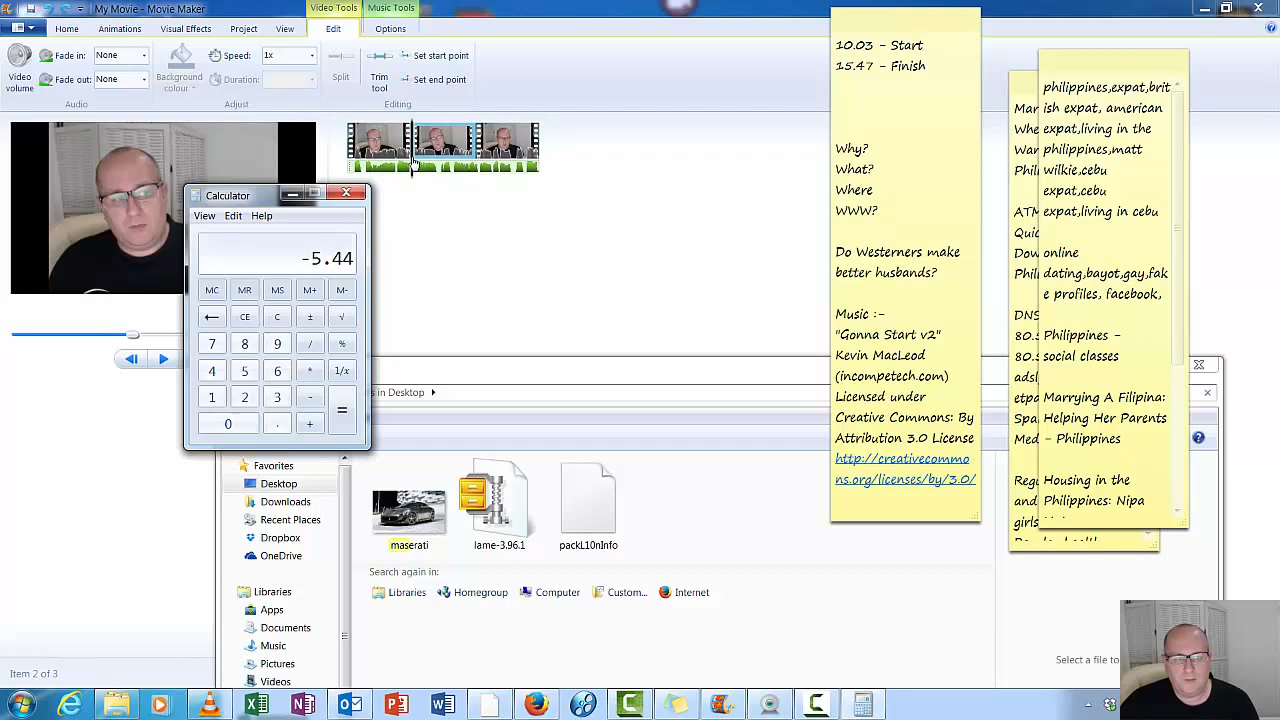 My Movie - Movie Maker
Video Tools
Music Tools
Home
Animations
Visual Effects
Project
View
Edit
Options
Video volume
Fade in: None
Fade out: None
Background colour
Speed: 1x
Duration:
Split
Trim tool
Set start point
Set end point
Audio
Adjust
Editing
Calculator
View Edit Help
-5.44
MC MR MS M+ M-
← CE C ± √
7 8 9 / %
4 5 6 * 1/x
1 2 3 - =
0 . +
10.03 - Start
15.47 - Finish
Why?
What?
Where
WWW?
Do Westerners make
better husbands?
Music :-
"Gonna Start v2"
Kevin MacLeod
(incompetech.com)
Licensed under
Creative Commons: By
Attribution 3.0 License
http://creativecommo
ns.org/licenses/by/3.0/
philippines,expat,brit
ish expat, american
expat,living in the
philippines,matt
wilkie,cebu
expat,cebu
expat,living in cebu
online
dating,bayot,gay,fak
e profiles, facebook,
Philippines -
social classes
Marrying A Filipina:
Helping Her Parents
- Philippines
Housing in the
Philippines: Nipa
ATM
DNS
80.
80.
adsl
and
girls
in Desktop
Favorites
Desktop
Downloads
Recent Places
Dropbox
OneDrive
Libraries
Apps
Documents
Music
Pictures
Videos
maserati
lame-3.96.1
packL10nInfo
Search again in:
Libraries
Homegroup
Computer
Custom...
Internet
Select a file to
Item 2 of 3